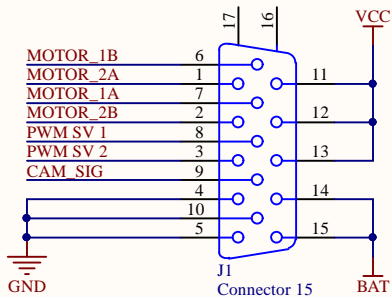 17 16
VCC
MOTOR_1B 6
MOTOR_2A 1 11
MOTOR_1A 7
MOTOR_2B 2 12
PWM SV 1 8
PWM SV 2 3 13
CAM_SIG 9
4 14
10
5 15
J1
GND Connector 15 BAT